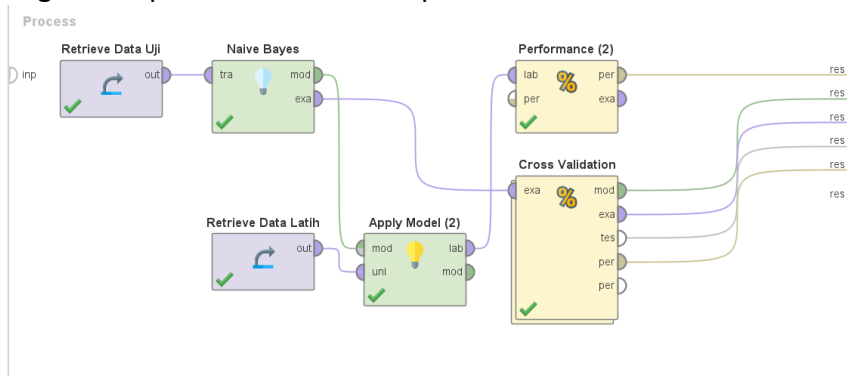 Process
inp
Retrieve Data Uji
out
Naive Bayes
tra
mod
exa
Performance (2)
lab
per
per
exa
res
res
res
res
res
res
Cross Validation
exa
mod
exa
tes
per
per
Retrieve Data Latih
out
Apply Model (2)
mod
lab
unl
mod